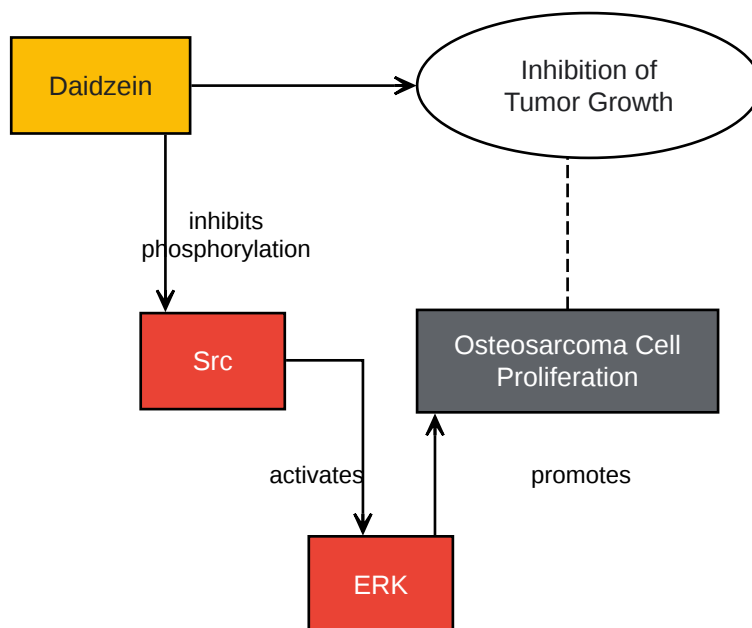 Daidzein
Inhibition of
Tumor Growth
inhibits
phosphorylation
Src
Osteosarcoma Cell
Proliferation
activates
promotes
ERK